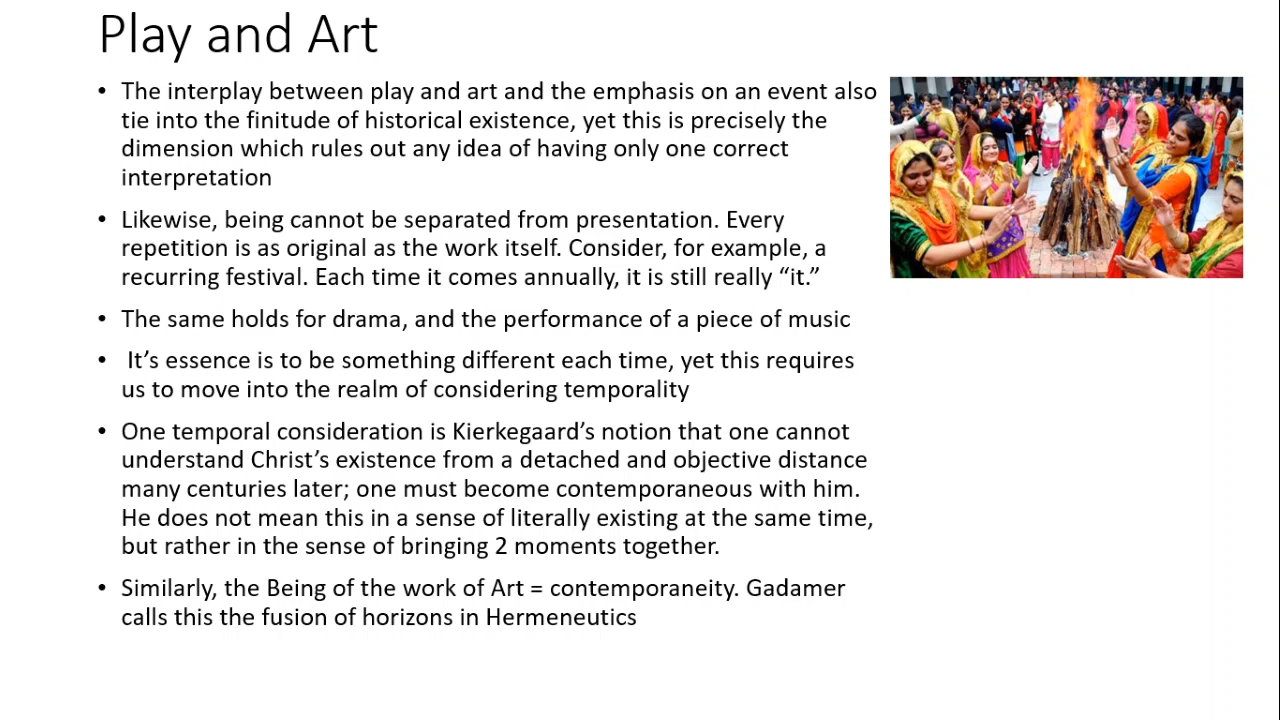 Play and Art
• The interplay between play and art and the emphasis on an event also
tie into the finitude of historical existence, yet this is precisely the
dimension which rules out any idea of having only one correct
interpretation
• Likewise, being cannot be separated from presentation. Every
repetition is as original as the work itself. Consider, for example, a
recurring festival. Each time it comes annually, it is still really “it.”
• The same holds for drama, and the performance of a piece of music
• It’s essence is to be something different each time, yet this requires
us to move into the realm of considering temporality
• One temporal consideration is Kierkegaard’s notion that one cannot
understand Christ’s existence from a detached and objective distance
many centuries later; one must become contemporaneous with him.
He does not mean this in a sense of literally existing at the same time,
but rather in the sense of bringing 2 moments together.
• Similarly, the Being of the work of Art = contemporaneity. Gadamer
calls this the fusion of horizons in Hermeneutics